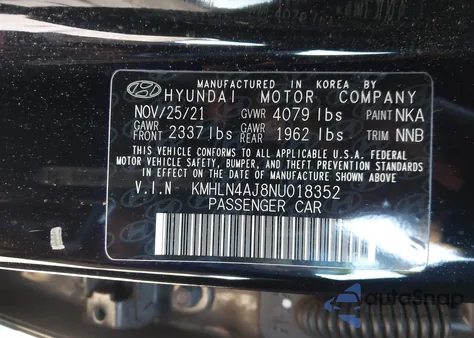 MANUFACTURED IN KOREA BY
HYUNDAI MOTOR COMPANY
NOV/25/21 GVWR 4079 lbs PAINT NKA
GAWR FRONT 2337 lbs GAWR REAR 1962 lbs TRIM NNB
THIS VEHICLE CONFORMS TO ALL APPLICABLE U.S.A. FEDERAL
MOTOR VEHICLE SAFETY, BUMPER, AND THEFT PREVENTION STANDARDS
IN EFFECT ON THE DATE OF MANUFACTURE SHOWN ABOVE
V.I.N KMHLN4AJ8NU018352
PASSENGER CAR
autoSnap